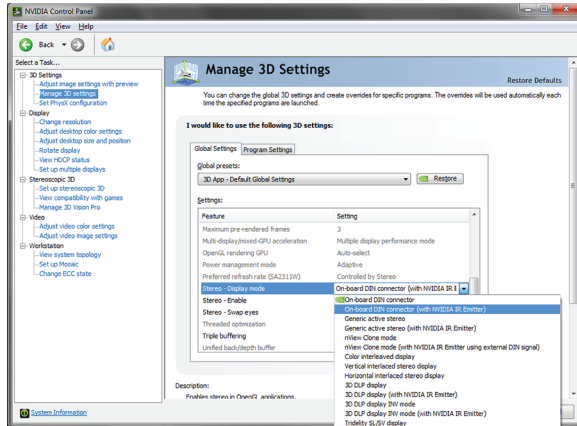 NVIDIA Control Panel
File Edit View Help
Back
Select a Task...
3D Settings
Adjust image settings with preview
Manage 3D settings
Set PhysX configuration
Display
Change resolution
Adjust desktop color settings
Adjust desktop size and position
Rotate display
View HDCP status
Set up multiple displays
Stereoscopic 3D
Set up stereoscopic 3D
View compatibility with games
Manage 3D Vision Pro
Video
Adjust video color settings
Adjust video image settings
Workstation
View system topology
Set up Mosaic
Change ECC state
System Information
Manage 3D Settings
Restore Defaults
You can change the global 3D settings and create overrides for specific programs. The overrides will be used automatically each
time the specified programs are launched.
I would like to use the following 3D settings:
Global Settings Program Settings
Global presets:
3D App - Default Global Settings Restore
Settings:
Feature Setting
Maximum pre-rendered frames 3
Multi-display/mixed-GPU acceleration Multiple display performance mode
OpenGL rendering GPU Auto-select
Power management mode Adaptive
Preferred refresh rate (SA2311W) Controlled by Stereo
Stereo - Display mode On-board DIN connector (with NVIDIA IR E
Stereo - Enable
Stereo - Swap eyes
Threaded optimization
Triple buffering
Unified back/depth buffer
On-board DIN connector
On-board DIN connector (with NVIDIA IR Emitter)
Generic active stereo
Generic active stereo (with NVIDIA IR Emitter)
nView Clone mode
nView Clone mode (with NVIDIA IR Emitter using external DIN signal)
Color interleaved display
Vertical interlaced stereo display
Horizontal interlaced stereo display
3D DLP display
3D DLP display (with NVIDIA IR Emitter)
3D DLP display INV mode
3D DLP display INV mode (with NVIDIA IR Emitter)
Tridelity SL/SV display
Description:
Enables stereo in OpenGL applications.